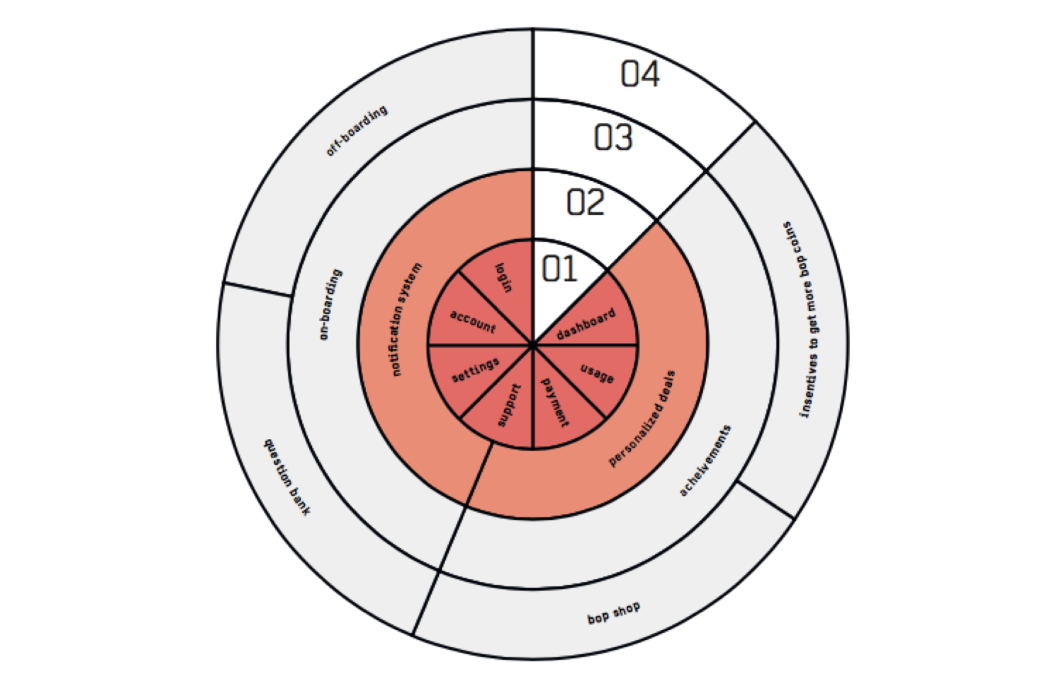 04
03
02
01
off-boarding
on-boarding
notification system
login
account
settings
support
payment
usage
dashboard
personalized deals
acheivements
insentives to get more bop coins
question bank
bop shop